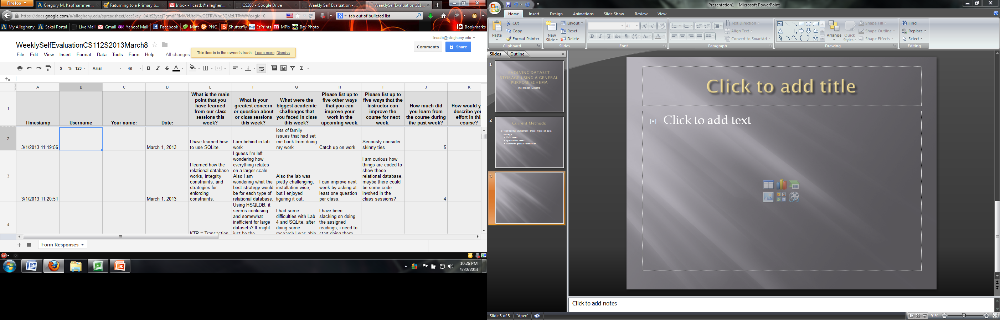 Firefox
Gregory M. Kapfhammer...
Returning to a Primary b...
Inbox - licastb@allegheny...
CS380 - Google Drive
Weekly Self Evaluation - ...
WeeklySelfEvaluationCS1...
https://docs.google.com/a/allegheny.edu/spreadsheet/
tab out of bulleted list
My Allegheny
Sakai Portal
Live Mail
Gmail
Yahoo! Mail
Facebook
Mint
PNC
Shutterfly
EzPrints
MPix
Bay Photo
Bookmarks
licastb@allegheny.edu
WeeklySelfEvaluationCS112S2013March8
Comments
Share
File Edit View Insert Format Data Tools Form Help All changes
This item is in the owner's trash. Learn more Dismiss
$ % 123 Arial 10 B I S A Σ
fx
A B C D E F G H I J K
1
Timestamp
Username
Your name:
Date:
What is the main
point that you
have learned
from our class
sessions this
week?
What is your
greatest concern
or question about
or class sessions
this week?
What were the
biggest academic
challenges that
you faced in class
this week?
Please list up to
five other ways
that you can
improve your
work in the
upcoming week.
Please list up to
five ways that the
instructor can
improve the
course for next
week.
How much did
you learn from
the course during
the past week?
How would y
describe you
effort in this
course?
2
3/1/2013 11:19:56
March 1, 2013
I have learned how
to use SQLite.
I am behind in lab
work
lots of family
issues that had set
me back from doing
my work
Catch up on work
Seriously consider
skinny ties
5
3
3/1/2013 11:20:51
March 1, 2013
I learned how the
relational database
works, integrity
constraints, and
strategies for
enforcing
constraints.
I guess I'm left
wondering how
everything relates
on a larger scale.
Also I am
wondering what the
best strategy would
be for each type of
relational database.
Also the lab was
pretty challenging,
installation wise,
but I enjoyed
figuring it out.
I can improve next
week by asking at
least one question
per class.
I am curious how
things are coded to
show these
relational database,
maybe there could
be some code
involved in the
class sessions?
4
4
KTR = Transaction
Using HSQLDB, it
seems confusing
and somewhat
inefficient for large
datasets? It might
just be the
I had some
difficulties with Lab
4 and SQLite, after
doing some
research I was able
I have been
slacking on doing
the assigned
readings, i need to
start doing them
Form Responses
ABP
10:26 PM
4/30/2013
Presentation1 - Microsoft PowerPoint
Home Insert Design Animations Slide Show Review View
Paste
Cut
Copy
Format Painter
Clipboard
New
Slide
Layout
Reset
Delete
Slides
41
B I U abc S AV Aa A
Font
Text Direction
Align Text
Convert to SmartArt
Paragraph
Arrange
Quick
Styles
Shape Fill
Shape Outline
Shape Effects
Drawing
Find
Replace
Select
Editing
Slides Outline
1
EVOLVING DATASET
STORAGE USING A GENERAL
PURPOSE SCHEMA
By: Braden Licastro
2
Current Methods
Web forms implement three types of data
storage
XML based
Spreadsheet based
Parameter passed submission
3
Click to add title
Click to add text
Click to add notes
Slide 3 of 3
"Apex"
91%